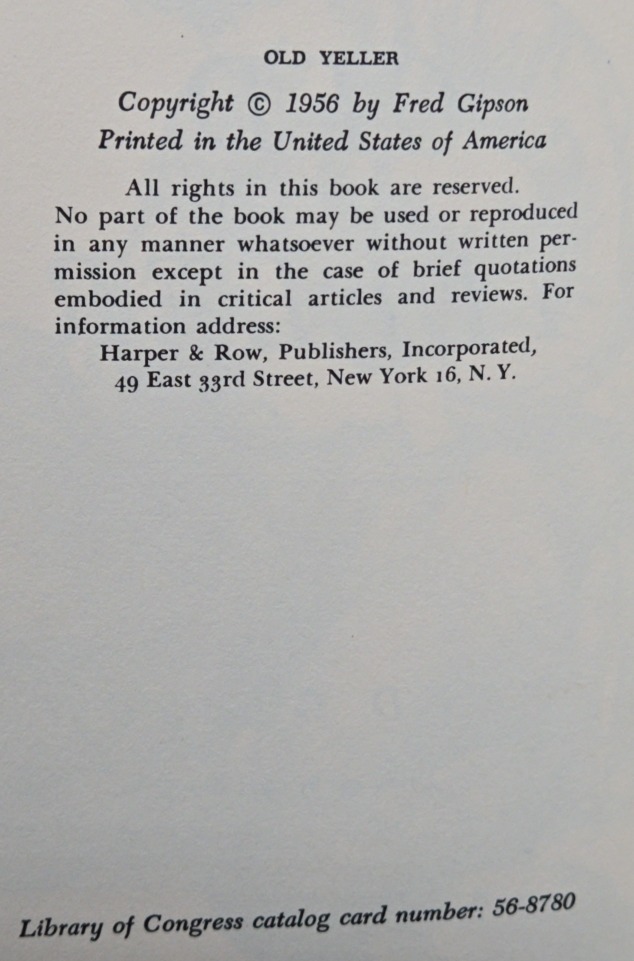 OLD YELLER
Copyright © 1956 by Fred Gipson
Printed in the United States of America
All rights in this book are reserved.
No part of the book may be used or reproduced
in any manner whatsoever without written per-
mission except in the case of brief quotations
embodied in critical articles and reviews. For
information address:
Harper & Row, Publishers, Incorporated,
49 East 33rd Street, New York 16, N. Y.
Library of Congress catalog card number: 56-8780